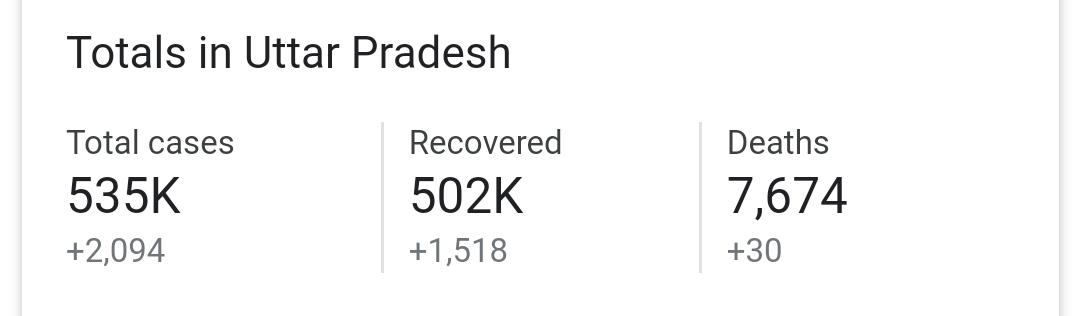 Totals in Uttar Pradesh
Total cases Recovered Deaths
535K 502K 7,674
+2,094 +1,518 +30